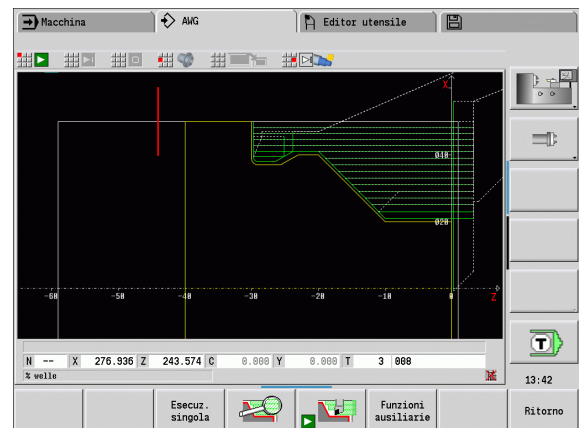 Macchina
AWG
Editor utensile
X
Ø40
Ø20
-60 -50 -40 -30 -20 -10 0 Z
N -- X 276.936 Z 243.574 C 0.000 Y 0.000 T 3 008
% welle
T
13:42
Esecuz. singola
Funzioni ausiliarie
Ritorno